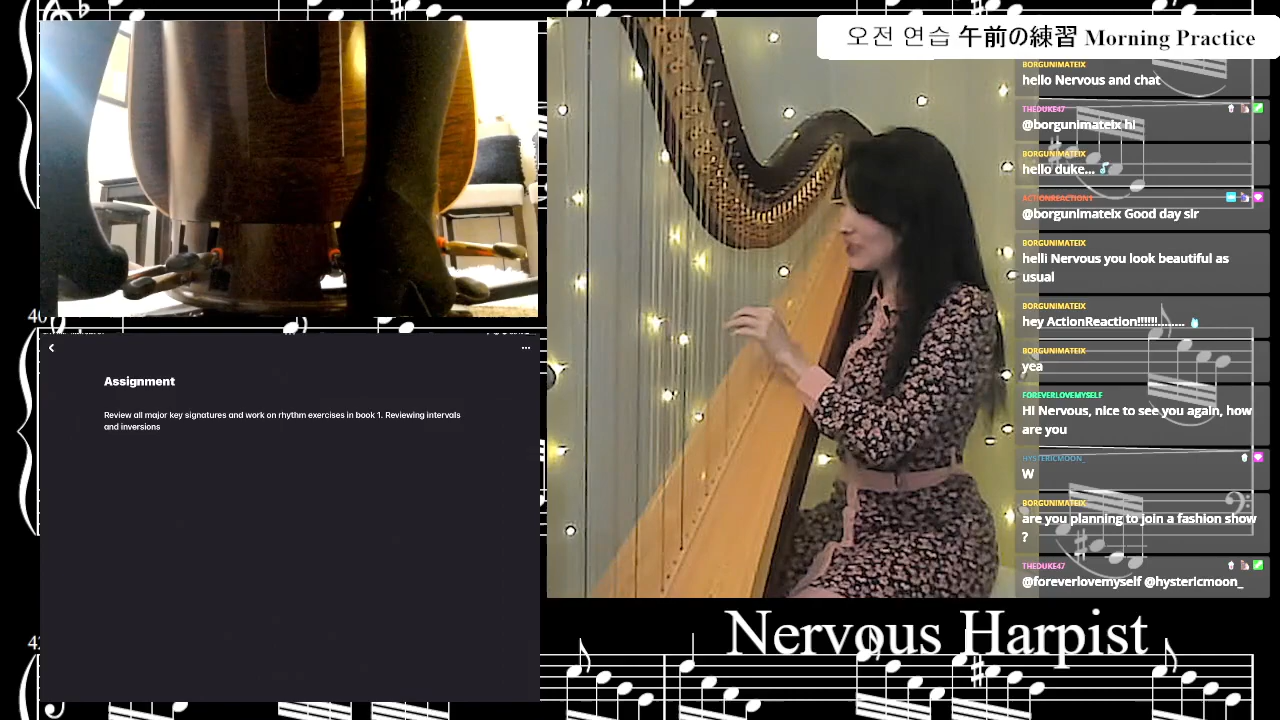 오전 연습 午前の練習 Morning Practice
BORGUNIMATEIX
hello Nervous and chat
THEDUKE47
@borgunimateix hi
BORGUNIMATEIX
hello duke...
ACTIONREACTION1
@borgunimateix Good day sir
BORGUNIMATEIX
helli Nervous you look beautiful as
usual
BORGUNIMATEIX
hey ActionReaction!!!!!!........
BORGUNIMATEIX
yea
FOREVERLOVEMYSELF
Hi Nervous, nice to see you again, how
are you
HYSTERICMOON_
W
BORGUNIMATEIX
are you planning to join a fashion show
?
THEDUKE47
@foreverlovemyself @hystericmoon_
40
Assignment
Review all major key signatures and work on rhythm exercises in book 1. Reviewing intervals
and inversions
Nervous Harpist
42